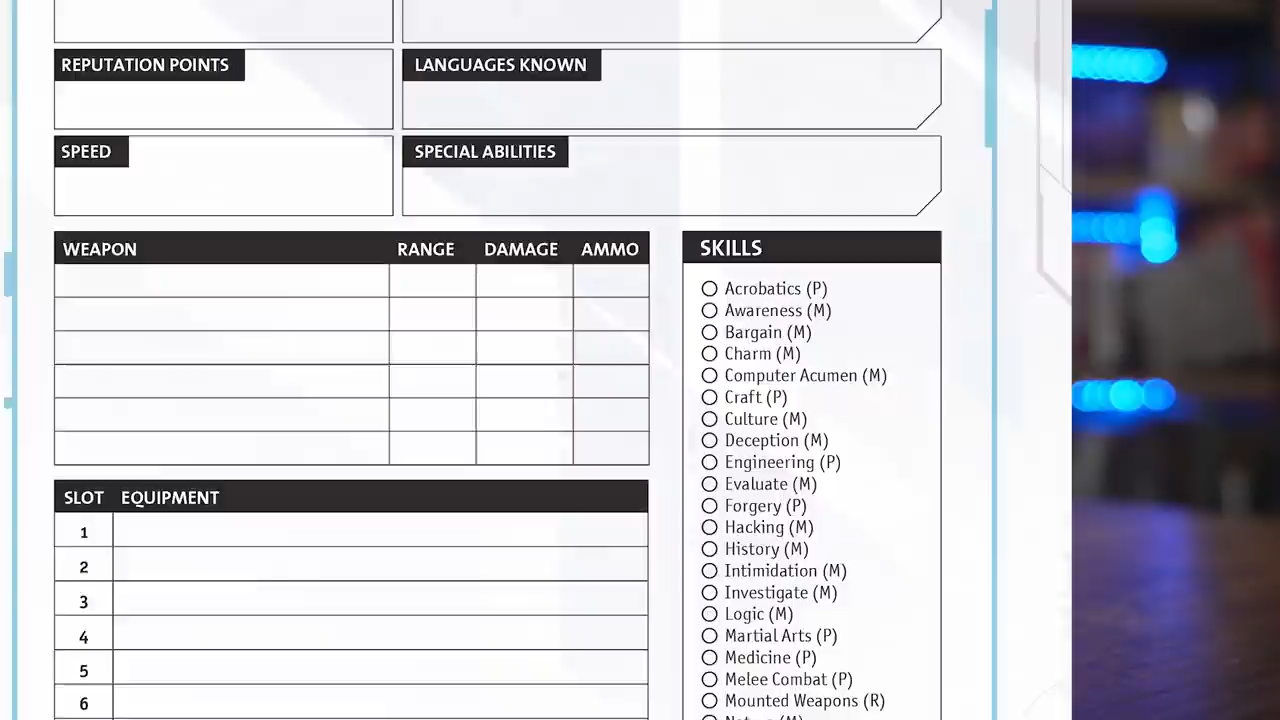 REPUTATION POINTS
LANGUAGES KNOWN
SPEED
SPECIAL ABILITIES
WEAPON RANGE DAMAGE AMMO
SLOT EQUIPMENT
1
2
3
4
5
6
SKILLS
Acrobatics (P)
Awareness (M)
Bargain (M)
Charm (M)
Computer Acumen (M)
Craft (P)
Culture (M)
Deception (M)
Engineering (P)
Evaluate (M)
Forgery (P)
Hacking (M)
History (M)
Intimidation (M)
Investigate (M)
Logic (M)
Martial Arts (P)
Medicine (P)
Melee Combat (P)
Mounted Weapons (R)